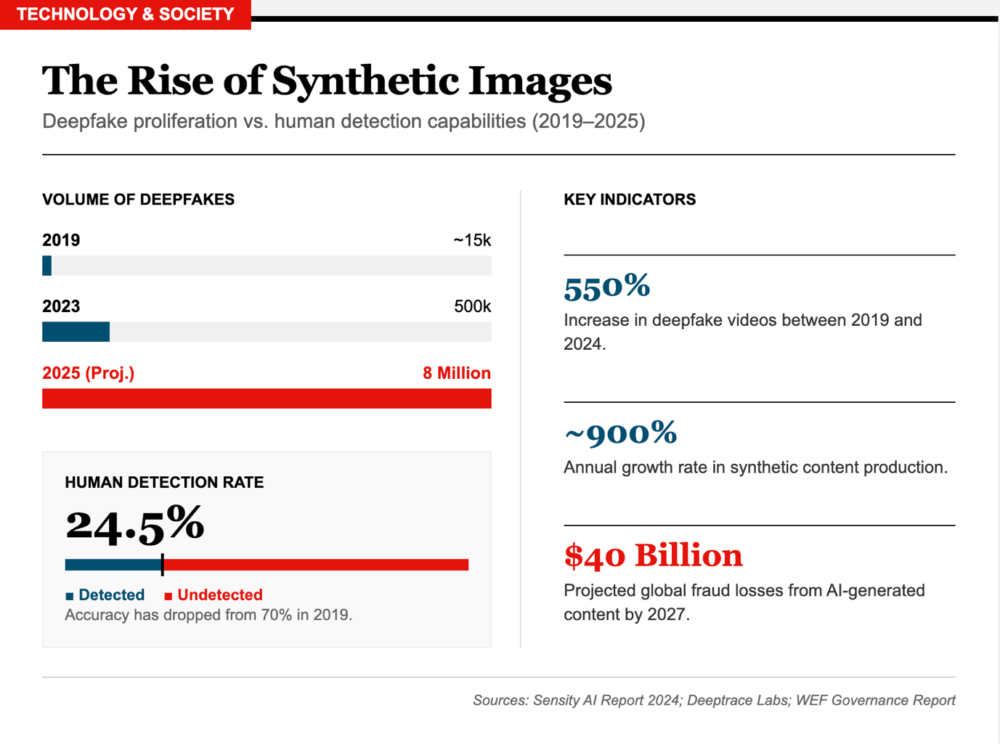 TECHNOLOGY & SOCIETY
The Rise of Synthetic Images
Deepfake proliferation vs. human detection capabilities (2019–2025)
VOLUME OF DEEPFAKES
2019 ~15k
2023 500k
2025 (Proj.) 8 Million
HUMAN DETECTION RATE
24.5%
■ Detected ■ Undetected
Accuracy has dropped from 70% in 2019.
KEY INDICATORS
550%
Increase in deepfake videos between 2019 and
2024.
~900%
Annual growth rate in synthetic content production.
$40 Billion
Projected global fraud losses from AI-generated
content by 2027.
Sources: Sensity AI Report 2024; Deeptrace Labs; WEF Governance Report